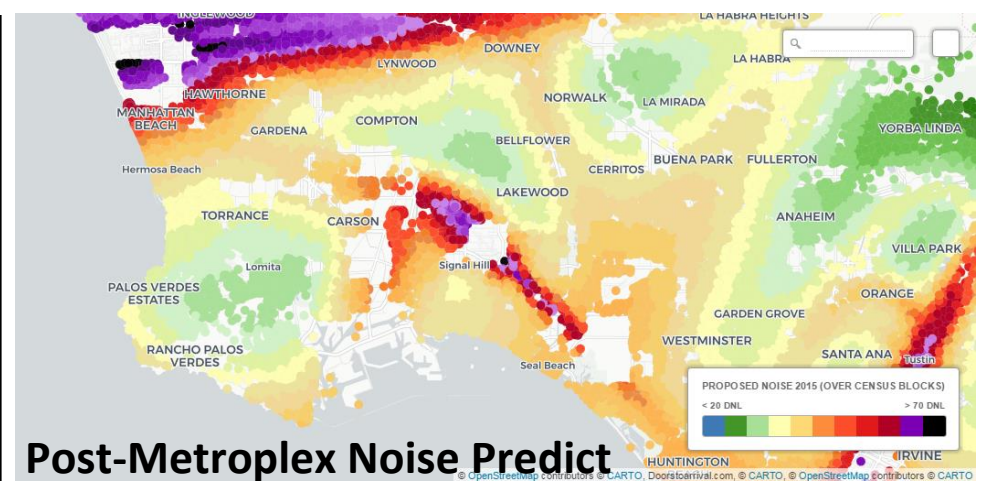 INGLEWOOD
LA HABRA HEIGHTS
DOWNEY
LYNWOOD
LA HABRA
HAWTHORNE
NORWALK
LA MIRADA
MANHATTAN
BEACH
GARDENA
COMPTON
YORBA LINDA
BELLFLOWER
Hermosa Beach
CERRITOS
BUENA PARK
FULLERTON
LAKEWOOD
TORRANCE
CARSON
ANAHEIM
VILLA PARK
Lomita
Signal Hill
PALOS VERDES
ESTATES
ORANGE
GARDEN GROVE
WESTMINSTER
RANCHO PALOS
VERDES
SANTA ANA
Tustin
Seal Beach
PROPOSED NOISE 2015 (OVER CENSUS BLOCKS)
< 20 DNL > 70 DNL
Post-Metroplex Noise Predict
HUNTINGTON
IRVINE
© OpenStreetMap contributors © CARTO, Doorstoarrival.com, © CARTO, © OpenStreetMap contributors © CARTO